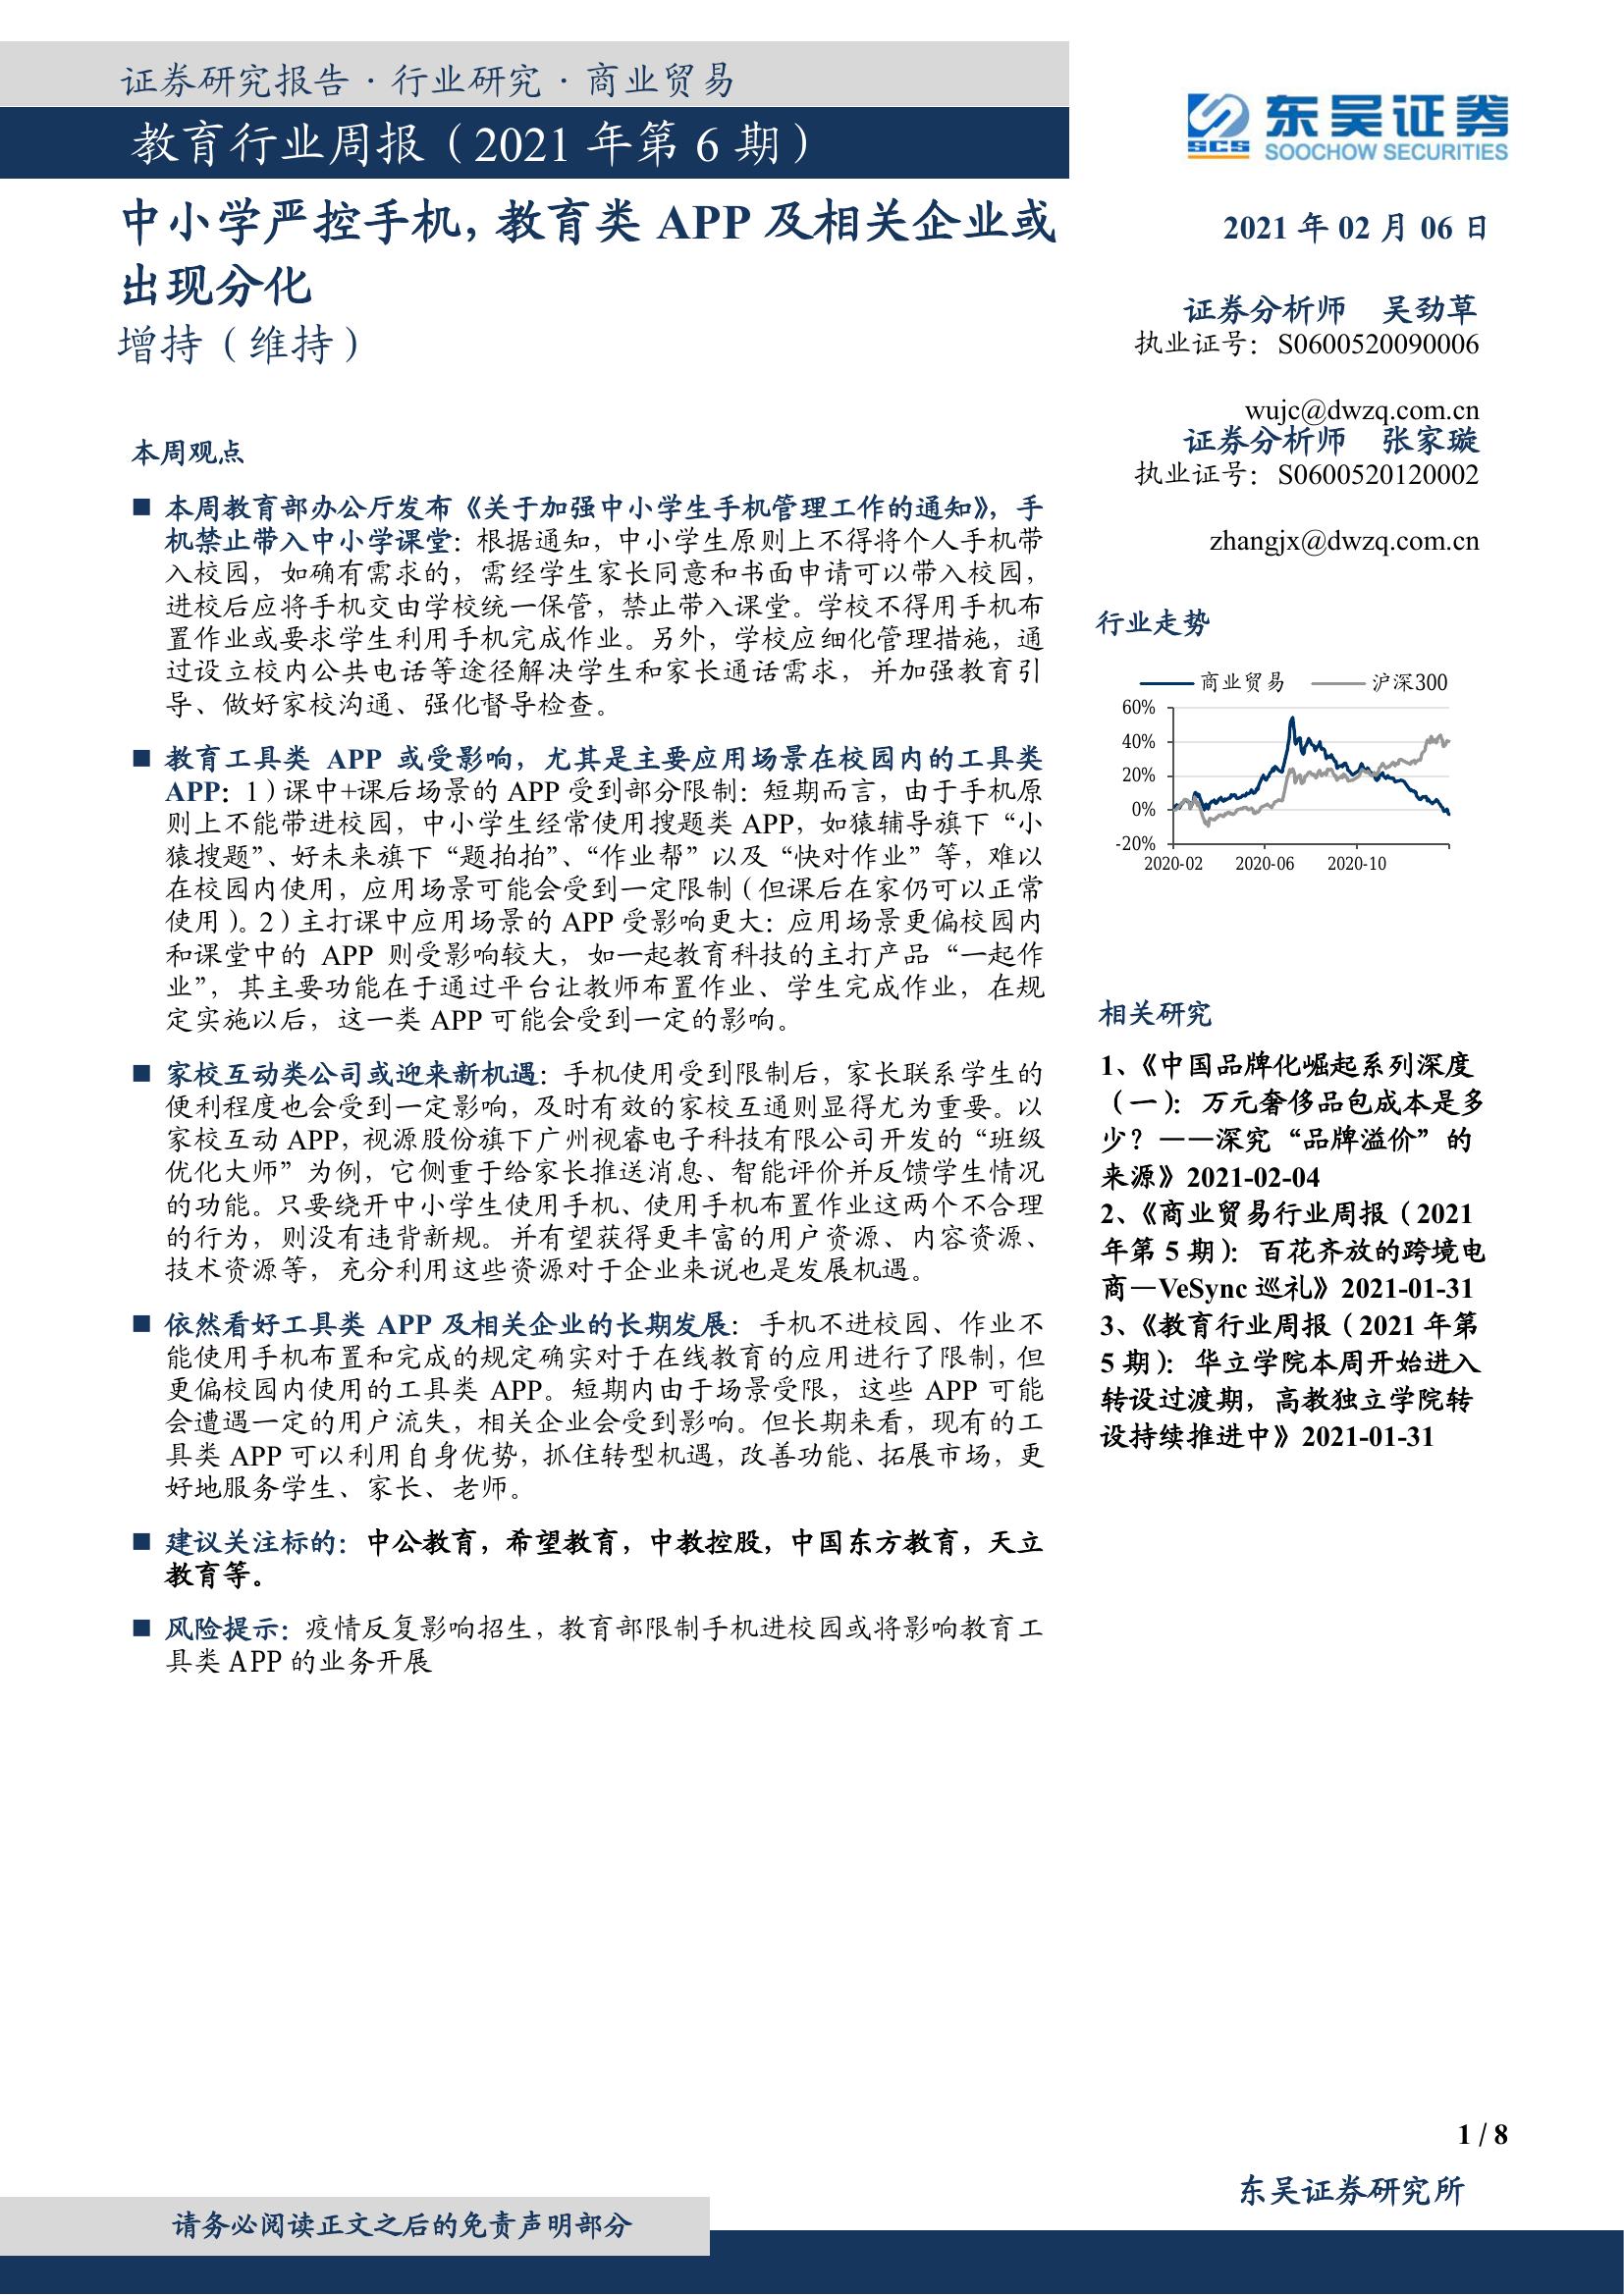 证券研究报告 · 行业研究 · 商业贸易
教育行业周报（2021 年第 6 期）
中小学严控手机，教育类 APP 及相关企业或
出现分化
增持（维持）
本周观点
■ 本周教育部办公厅发布《关于加强中小学生手机管理工作的通知》，手
机禁止带入中小学课堂：根据通知，中小学生原则上不得将个人手机带
入校园，如确有需求的，需经学生家长同意和书面申请可以带入校园，
进校后应将手机交由学校统一保管，禁止带入课堂。学校不得用手机布
置作业或要求学生利用手机完成作业。另外，学校应细化管理措施，通
过设立校内公共电话等途径解决学生和家长通话需求，并加强教育引
导、做好家校沟通、强化督导检查。
■ 教育工具类 APP 或受影响，尤其是主要应用场景在校园内的工具类
APP：1）课中+课后场景的 APP 受到部分限制：短期而言，由于手机原
则上不能带进校园，中小学生经常使用搜题类 APP，如猿辅导旗下“小
猿搜题”、好未来旗下“题拍拍”、“作业帮”以及“快对作业”等，难以
在校园内使用，应用场景可能会受到一定限制（但课后在家仍可以正常
使用）。2）主打课中应用场景的 APP 受影响更大：应用场景更偏校园内
和课堂中的 APP 则受影响较大，如一起教育科技的主打产品“一起作
业”，其主要功能在于通过平台让教师布置作业、学生完成作业，在规
定实施以后，这一类 APP 可能会受到一定的影响。
■ 家校互动类公司或迎来新机遇：手机使用受到限制后，家长联系学生的
便利程度也会受到一定影响，及时有效的家校互通则显得尤为重要。以
家校互动 APP，视源股份旗下广州视睿电子科技有限公司开发的“班级
优化大师”为例，它侧重于给家长推送消息、智能评价并反馈学生情况
的功能。只要绕开中小学生使用手机、使用手机布置作业这两个不合理
的行为，则没有违背新规。并有望获得更丰富的用户资源、内容资源、
技术资源等，充分利用这些资源对于企业来说也是发展机遇。
■ 依然看好工具类 APP 及相关企业的长期发展：手机不进校园、作业不
能使用手机布置和完成的规定确实对于在线教育的应用进行了限制，但
更偏校园内使用的工具类 APP。短期内由于场景受限，这些 APP 可能
会遭遇一定的用户流失，相关企业会受到影响。但长期来看，现有的工
具类 APP 可以利用自身优势，抓住转型机遇，改善功能、拓展市场，更
好地服务学生、家长、老师。
■ 建议关注标的：中公教育，希望教育，中教控股，中国东方教育，天立
教育等。
■ 风险提示：疫情反复影响招生，教育部限制手机进校园或将影响教育工
具类 APP 的业务开展
SCS 东吴证券
SOOCHOW SECURITIES
2021 年 02 月 06 日
证券分析师 吴劲草
执业证号：S0600520090006
wujc@dwzq.com.cn
证券分析师 张家璇
执业证号：S0600520120002
zhangjx@dwzq.com.cn
行业走势
商业贸易 沪深300
60%
40%
20%
0%
-20%
2020-02 2020-06 2020-10
相关研究
1、《中国品牌化崛起系列深度
（一）：万元奢侈品包成本是多
少？——深究“品牌溢价”的
来源》2021-02-04
2、《商业贸易行业周报（2021
年第 5 期）：百花齐放的跨境电
商—VeSync 巡礼》2021-01-31
3、《教育行业周报（2021 年第
5 期）：华立学院本周开始进入
转设过渡期，高教独立学院转
设持续推进中》2021-01-31
1 / 8
东吴证券研究所
请务必阅读正文之后的免责声明部分